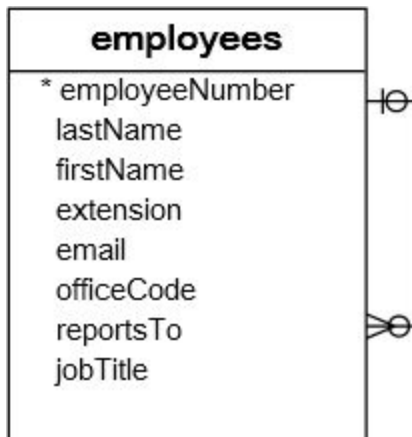 employees
* employeeNumber
lastName
firstName
extension
email
officeCode
reportsTo
jobTitle